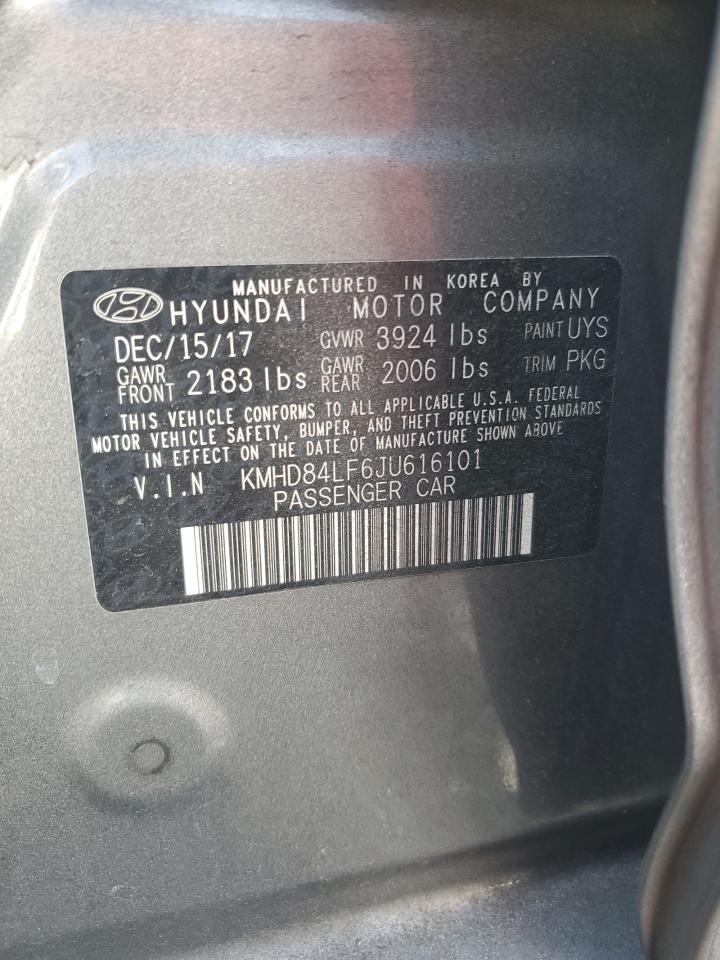 MANUFACTURED IN KOREA BY
HYUNDAI MOTOR COMPANY
DEC/15/17 GVWR 3924 lbs PAINT UYS
GAWR FRONT 2183 lbs GAWR REAR 2006 lbs TRIM PKG
THIS VEHICLE CONFORMS TO ALL APPLICABLE U.S.A. FEDERAL
MOTOR VEHICLE SAFETY, BUMPER, AND THEFT PREVENTION STANDARDS
IN EFFECT ON THE DATE OF MANUFACTURE SHOWN ABOVE.
V.I.N KMHD84LF6JU616101
PASSENGER CAR